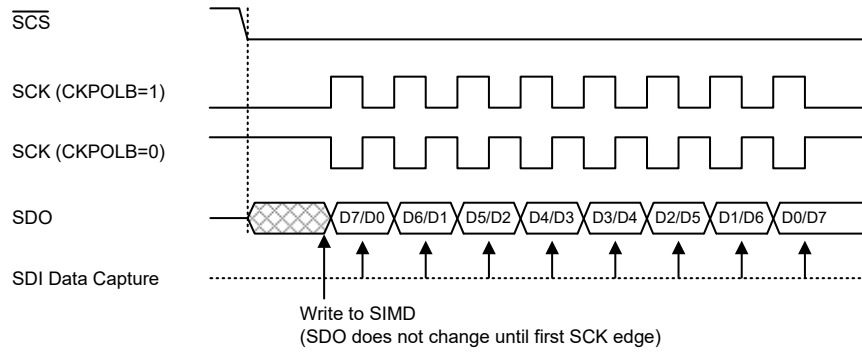 SCS
SCK (CKPOLB=1)
SCK (CKPOLB=0)
SDO
D7/D0 D6/D1 D5/D2 D4/D3 D3/D4 D2/D5 D1/D6 D0/D7
SDI Data Capture
Write to SIMD
(SDO does not change until first SCK edge)